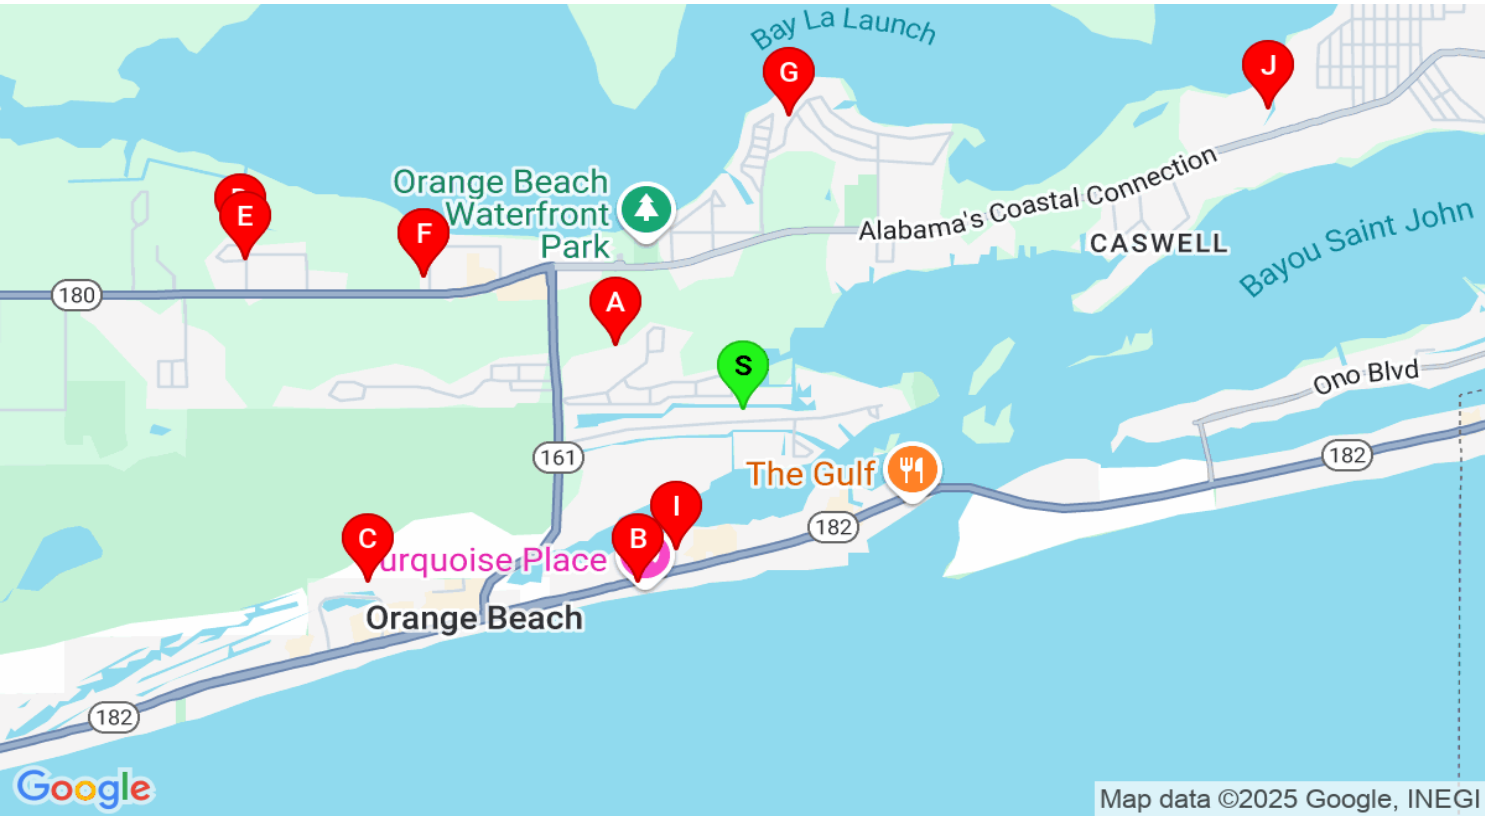 Bay La Launch
G
J
Orange Beach
Waterfront
Park
Alabama's Coastal Connection
E
F
CASWELL
Bayou Saint John
180
A
S
Ono Blvd
161
The Gulf
182
182
I
C
B
urquoise Place
Orange Beach
182
Google
Map data ©2025 Google, INEGI